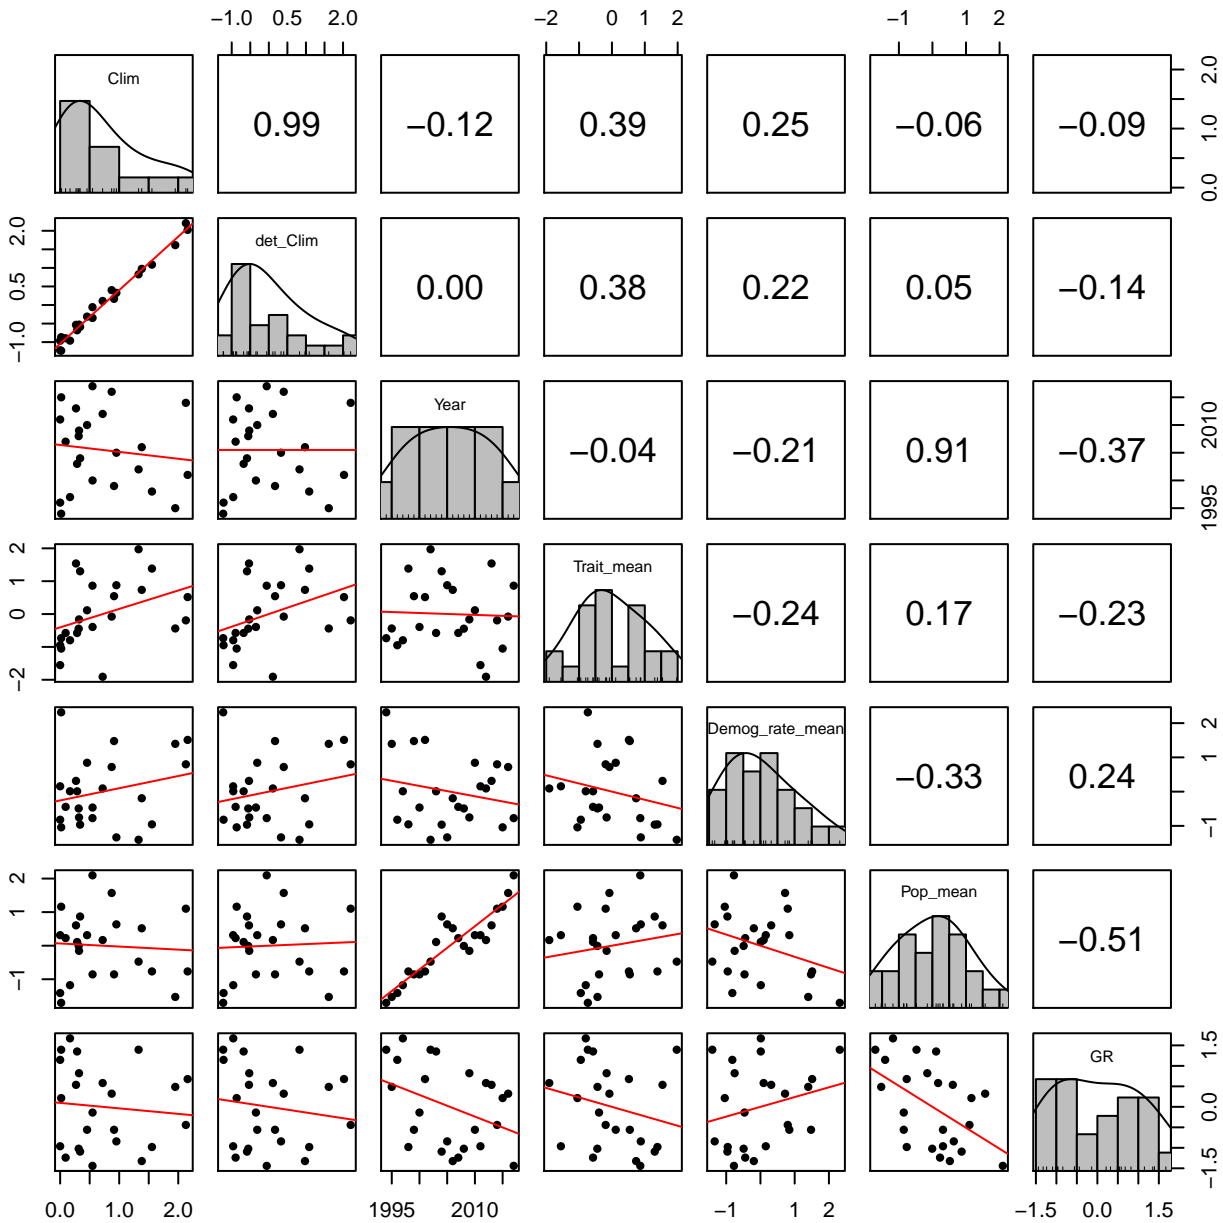 −1.0 0.5 2.0 −2 0 1 2 −1 1 2
Clim 0.99 −0.12 0.39 0.25 −0.06 −0.09 0.0 1.0 2.0
−1.0 0.5 2.0 det_Clim 0.00 0.38 0.22 0.05 −0.14
Year −0.04 −0.21 0.91 −0.37 1995 2010
−2 0 1 2 Trait_mean −0.24 0.17 −0.23
Demog_rate_mean −0.33 0.24 −1 1 2
−1 1 2 Pop_mean −0.51
GR −1.5 0.0 1.5
0.0 1.0 2.0 1995 2010 −1 1 2 −1.5 0.0 1.5